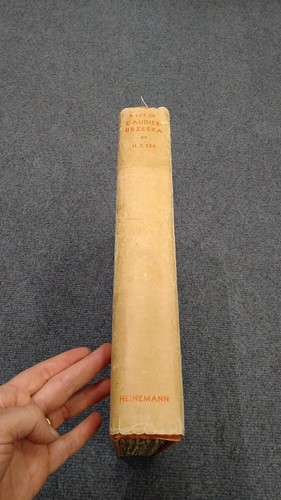 A LIFE OF
GAUDIER
BRZESKA
BY
H. S. EDE
HEINEMANN